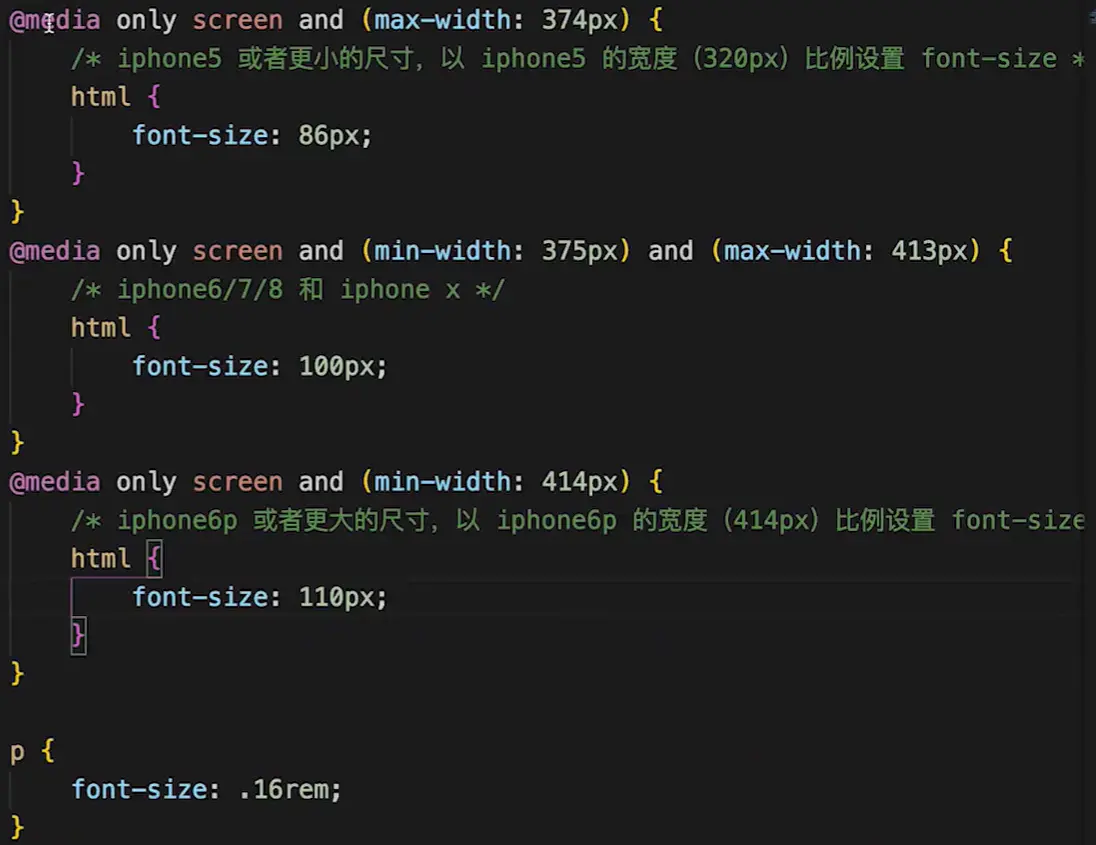 @media only screen and (max-width: 374px) {
/* iphone5 或者更小的尺寸，以 iphone5 的宽度（320px）比例设置 font-size *
html {
font-size: 86px;
}
}
@media only screen and (min-width: 375px) and (max-width: 413px) {
/* iphone6/7/8 和 iphone x */
html {
font-size: 100px;
}
}
@media only screen and (min-width: 414px) {
/* iphone6p 或者更大的尺寸，以 iphone6p 的宽度（414px）比例设置 font-size
html {
font-size: 110px;
}
}
p {
font-size: .16rem;
}